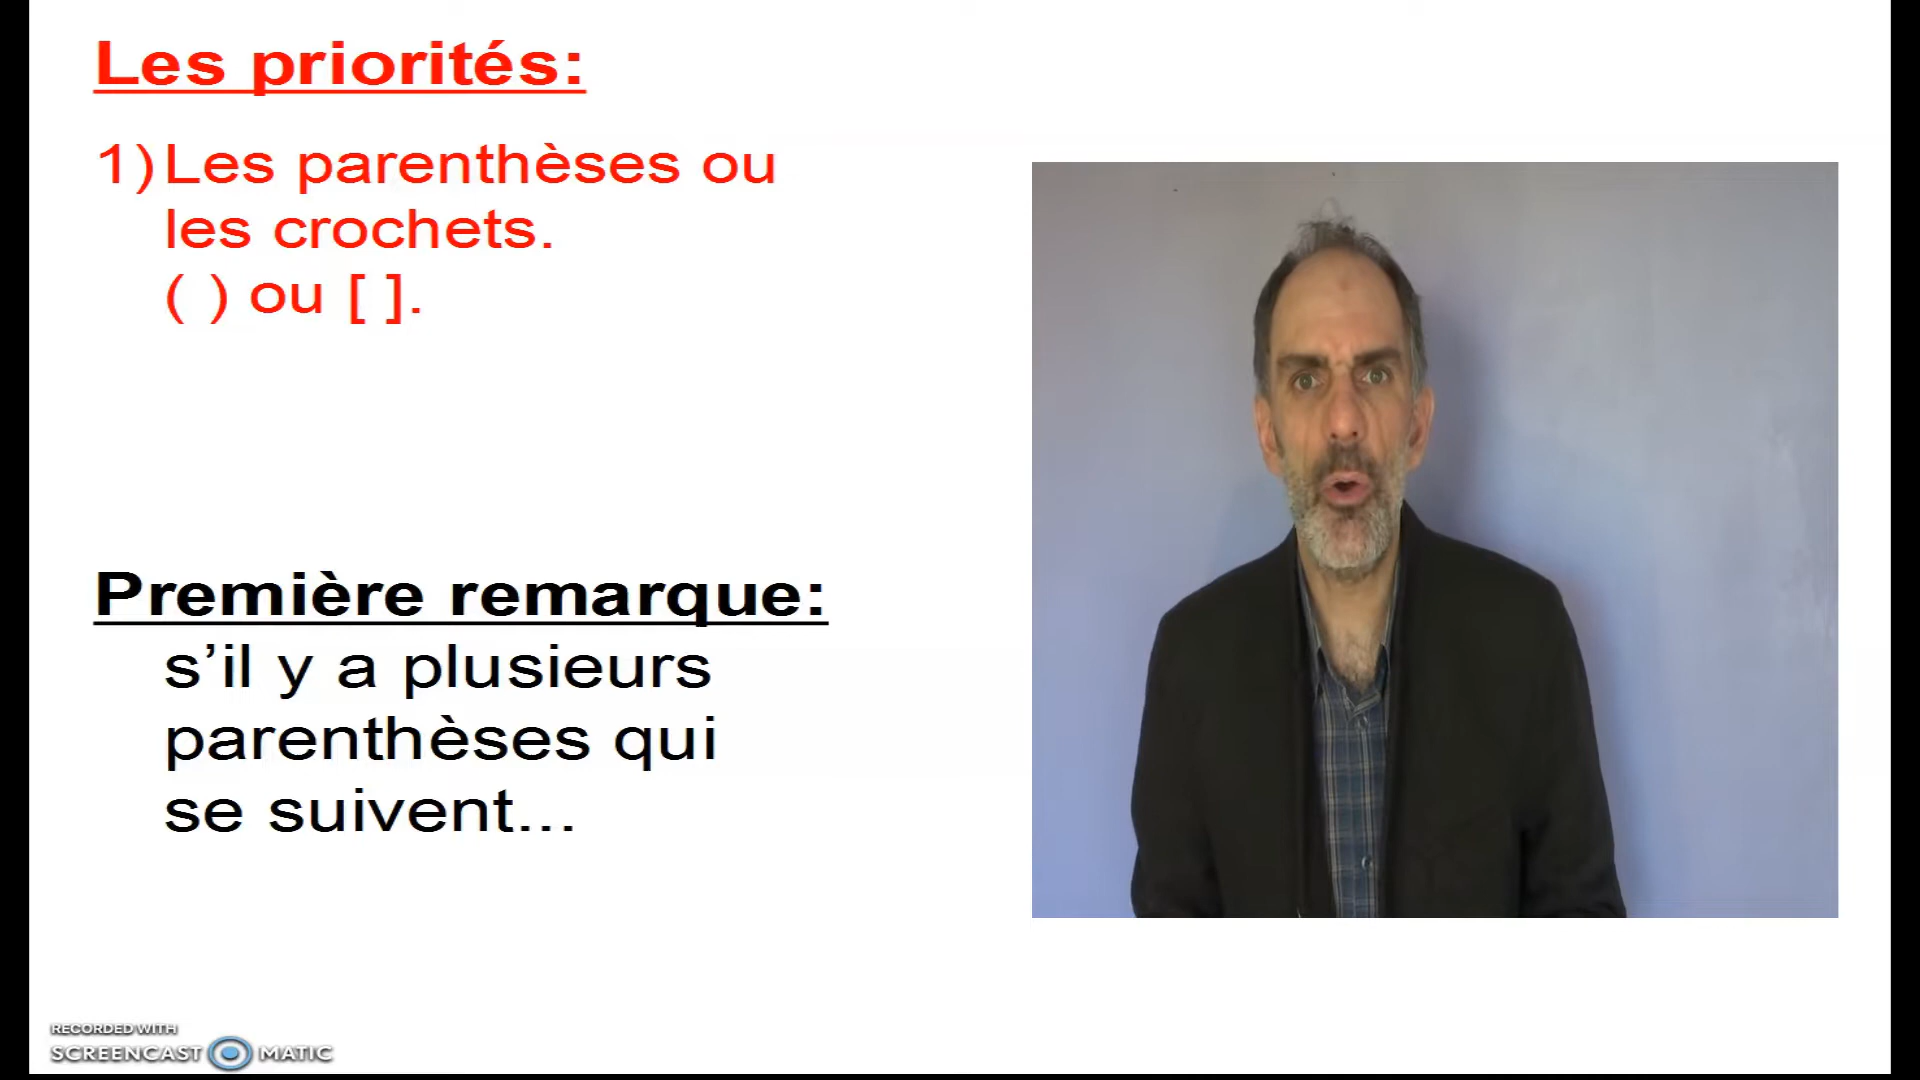 Les priorités:
1) Les parenthèses ou
les crochets.
( ) ou [ ].
Première remarque:
s’il y a plusieurs
parenthèses qui
se suivent...
RECORDED WITH
SCREENCAST MATIC